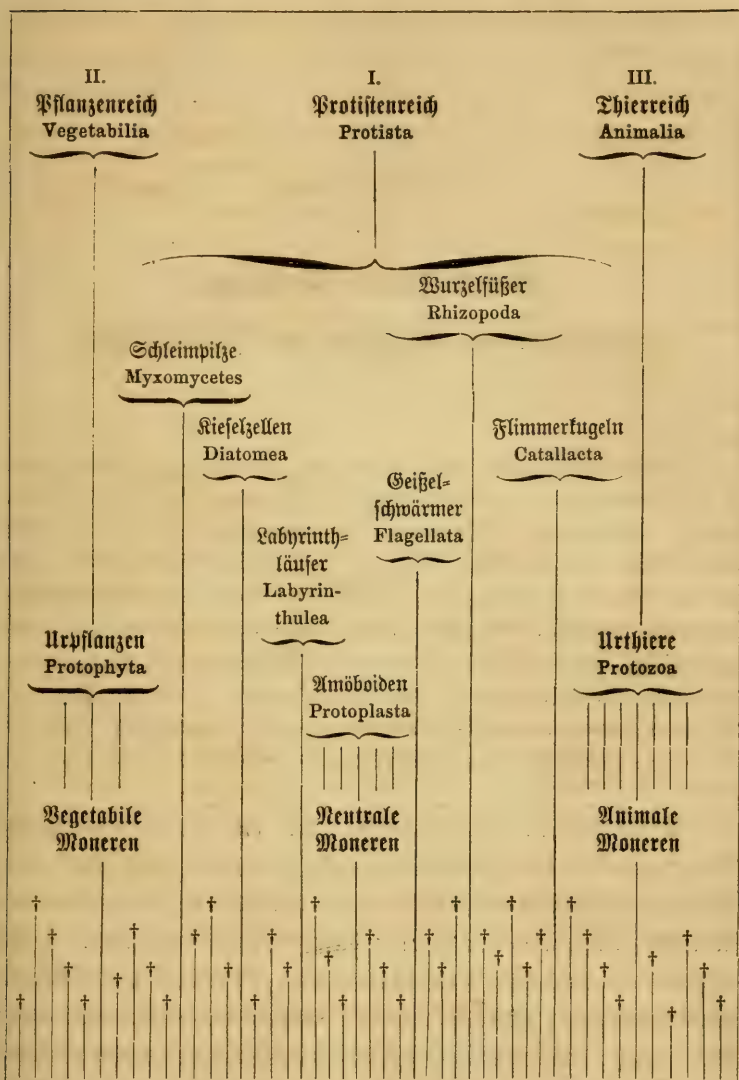 II.
Pflanzenreich
Vegetabilia
I.
Protistenreich
Protista
III.
Thierreich
Animalia
Wurzelfüßer
Rhizopoda
Schleimpilze
Myxomycetes
Kieselzellen
Diatomea
Flimmerkugeln
Catallacta
Geißel=
schwärmer
Flagellata
Labyrinth=
läufer
Labyrin-
thulea
Urpflanzen
Protophyta
Urthiere
Protozoa
Amöboiden
Protoplasta
Vegetabile
Moneren
Neutrale
Moneren
Animale
Moneren